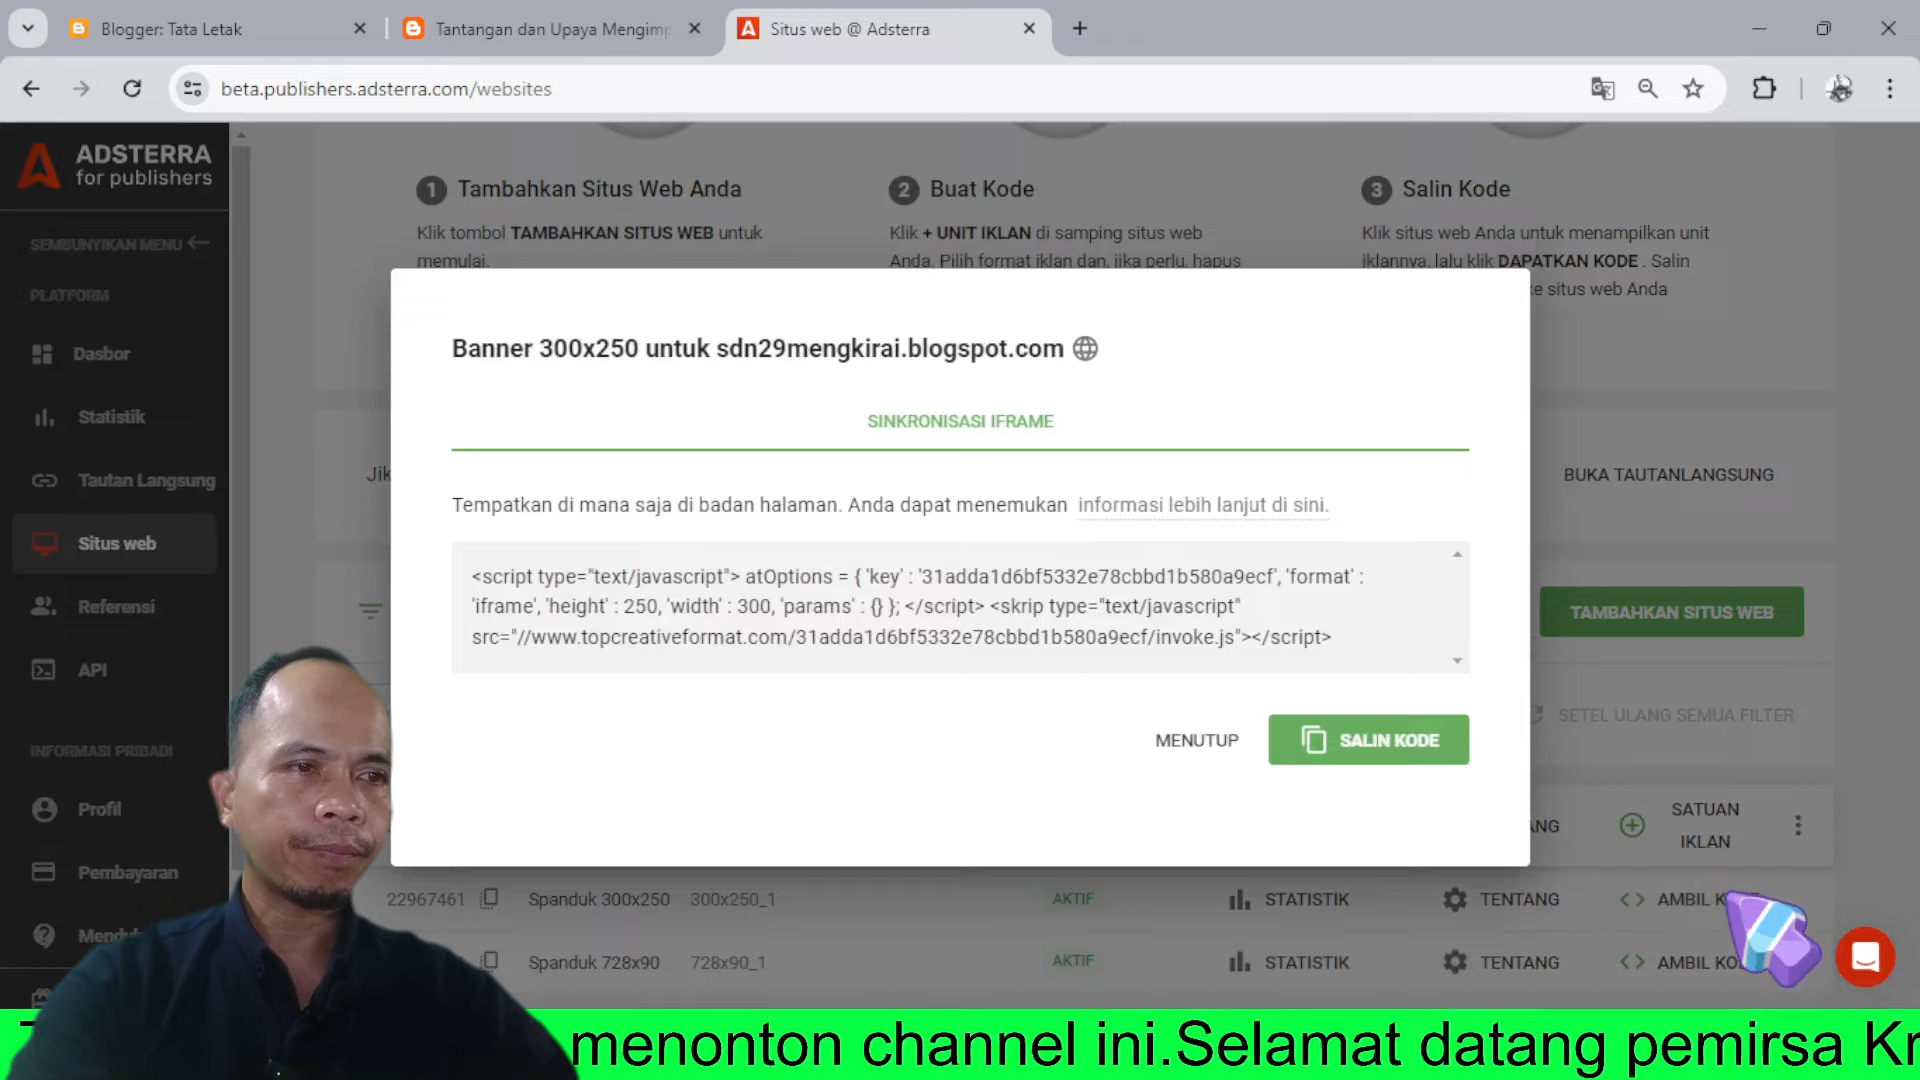 Blogger: Tata Letak
Tantangan dan Upaya Mengimp
Situs web @ Adsterra
beta.publishers.adsterra.com/websites
ADSTERRA
for publishers
SEMBUNYIKAN MENU
PLATFORM
Dasbor
Statistik
Tautan Langsung
Situs web
Referensi
API
INFORMASI PRIBADI
Profil
Pembayaran
1 Tambahkan Situs Web Anda
Klik tombol TAMBAHKAN SITUS WEB untuk
memulai.
2 Buat Kode
Klik + UNIT IKLAN di samping situs web
Anda. Pilih format iklan dan, jika perlu, hapus
3 Salin Kode
Klik situs web Anda untuk menampilkan unit
iklannya, lalu klik DAPATKAN KODE . Salin
ke situs web Anda
BUKA TAUTANLANGSUNG
TAMBAHKAN SITUS WEB
SETEL ULANG SEMUA FILTER
Banner 300x250 untuk sdn29mengkirai.blogspot.com
SINKRONISASI IFRAME
Tempatkan di mana saja di badan halaman. Anda dapat menemukan informasi lebih lanjut di sini.
<script type="text/javascript"> atOptions = { 'key' : '31adda1d6bf5332e78cbbd1b580a9ecf', 'format' :
'iframe', 'height' : 250, 'width' : 300, 'params' : {} }; </script> <skrip type="text/javascript"
src="//www.topcreativeformat.com/31adda1d6bf5332e78cbbd1b580a9ecf/invoke.js"></script>
MENUTUP
SALIN KODE
SATUAN
IKLAN
22967461 Spanduk 300x250 300x250_1 AKTIF STATISTIK TENTANG AMBIL
Spanduk 728x90 728x90_1 AKTIF STATISTIK TENTANG AMBIL
menonton channel ini.Selamat datang pemirsa